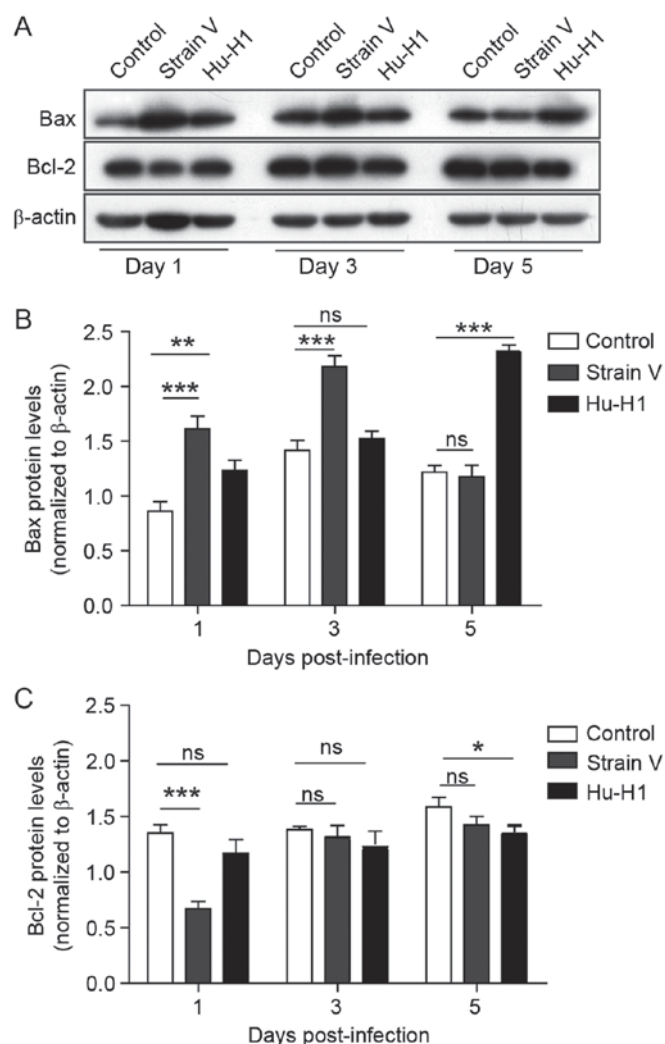 A
Control Strain V Hu-H1 Control Strain V Hu-H1 Control Strain V Hu-H1
Bax
Bcl-2
β-actin
Day 1 Day 3 Day 5
B
Bax protein levels
(normalized to β-actin)
2.5
2.0
1.5
1.0
0.5
0.0
** *** ns *** *** ns
Control
Strain V
Hu-H1
1 3 5
Days post-infection
C
Bcl-2 protein levels
(normalized to β-actin)
2.5
2.0
1.5
1.0
0.5
0.0
ns *** ns ns * ns
Control
Strain V
Hu-H1
1 3 5
Days post-infection